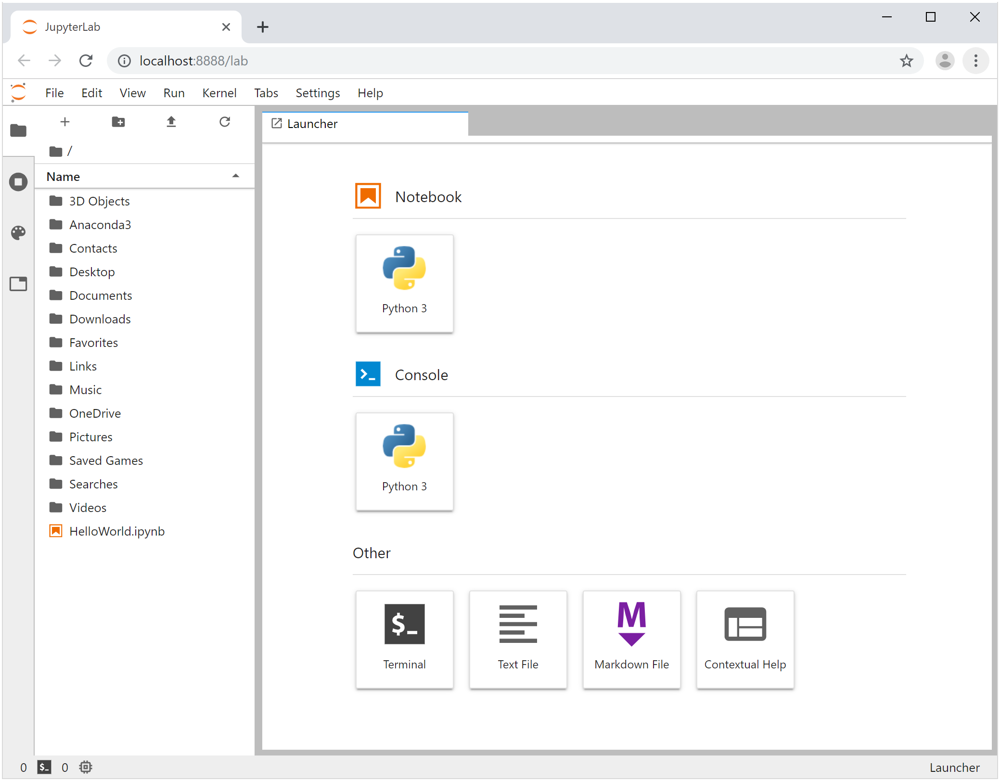 JupyterLab
localhost:8888/lab
File Edit View Run Kernel Tabs Settings Help
/
Name
3D Objects
Anaconda3
Contacts
Desktop
Documents
Downloads
Favorites
Links
Music
OneDrive
Pictures
Saved Games
Searches
Videos
HelloWorld.ipynb
Launcher
Notebook
Python 3
Console
Python 3
Other
$_
Terminal
Text File
M
Markdown File
Contextual Help
0 $_ 0
Launcher